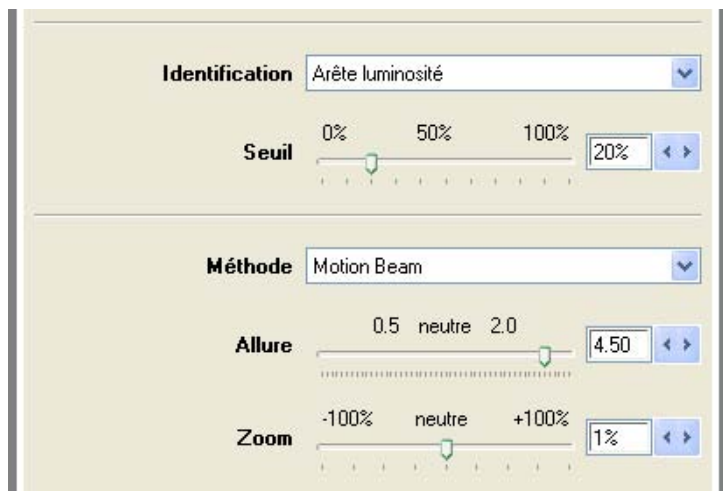 Identification Arête luminosité
0% 50% 100%
Seuil 20%
Méthode Motion Beam
0.5 neutre 2.0
Allure 4.50
-100% neutre +100%
Zoom 1%